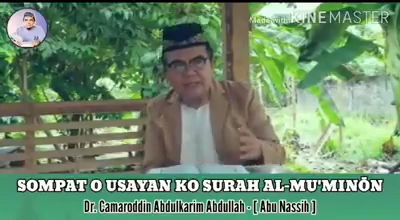 Made with KINEMASTER
SOMPAT O USAYAN KO SURAH AL-MU'MINŌN
Dr. Camaroddin Abdulkarim Abdullah - [ Abu Nassih ]